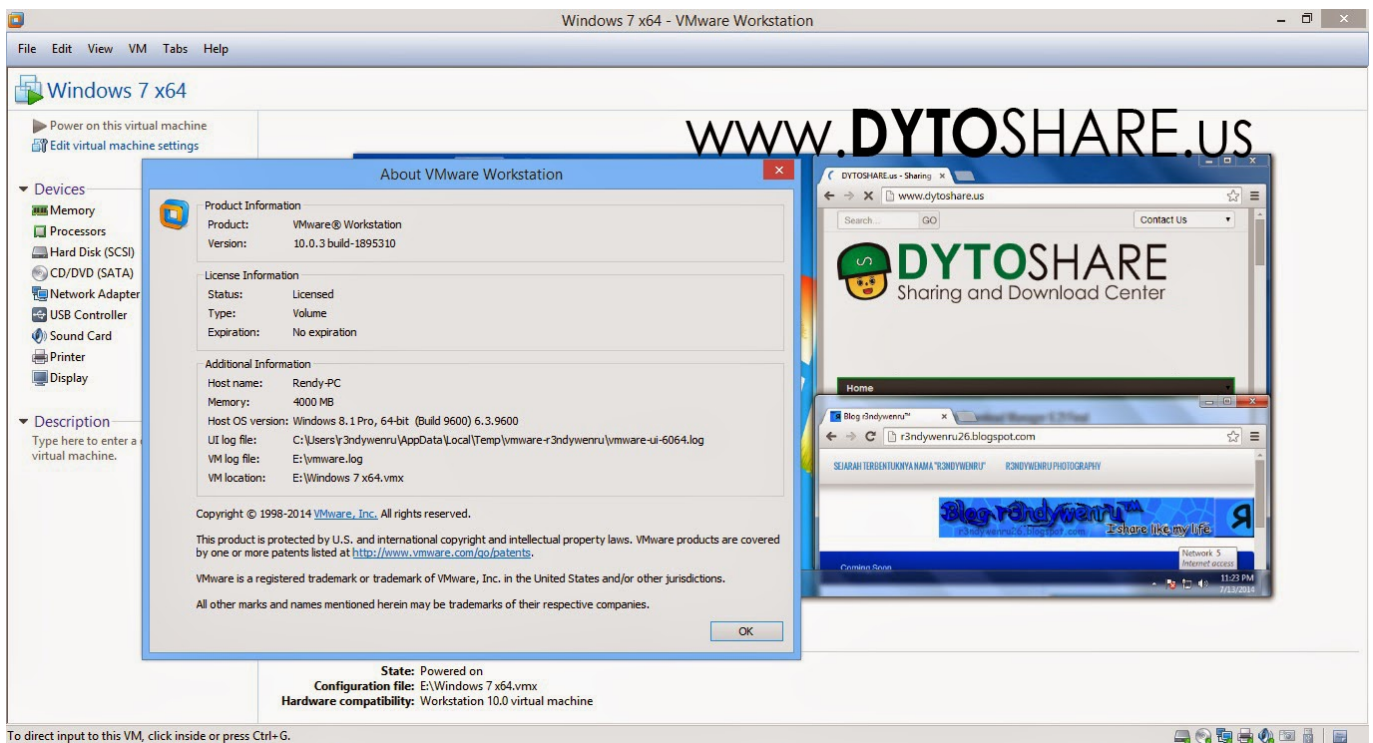 Windows 7 x64 - VMware Workstation
File Edit View VM Tabs Help
Windows 7 x64
Power on this virtual machine
Edit virtual machine settings
Devices
Memory
Processors
Hard Disk (SCSI)
CD/DVD (SATA)
Network Adapter
USB Controller
Sound Card
Printer
Display
Description
Type here to enter a
virtual machine.
www.DYTOSHARE.us
About VMware Workstation
Product Information
Product: VMware® Workstation
Version: 10.0.3 build-1895310
License Information
Status: Licensed
Type: Volume
Expiration: No expiration
Additional Information
Host name: Rendy-PC
Memory: 4000 MB
Host OS version: Windows 8.1 Pro, 64-bit (Build 9600) 6.3.9600
UI log file: C:\Users\r3ndywenru\AppData\Local\Temp\vmware-r3ndywenru\vmware-ui-6064.log
VM log file: E:\vmware.log
VM location: E:\Windows 7 x64.vmx
Copyright © 1998-2014 VMware, Inc. All rights reserved.
This product is protected by U.S. and international copyright and intellectual property laws. VMware products are covered
by one or more patents listed at http://www.vmware.com/go/patents.
VMware is a registered trademark or trademark of VMware, Inc. in the United States and/or other jurisdictions.
All other marks and names mentioned herein may be trademarks of their respective companies.
OK
DYTOSHARE.us - Sharing
www.dytoshare.us
Search... GO Contact Us
DYTOSHARE
Sharing and Download Center
Home
Blog r3ndywenru™
r3ndywenru26.blogspot.com
SEJARAH TERBENTUKNYA NAMA "R3NDYWENRU" R3NDYWENRU PHOTOGRAPHY
Blog r3ndywenru™
I share like my life
r3ndywenru26.blogspot.com
Coming Soon
Network 5
Internet access
11:23 PM
7/13/2014
State: Powered on
Configuration file: E:\Windows 7 x64.vmx
Hardware compatibility: Workstation 10.0 virtual machine
To direct input to this VM, click inside or press Ctrl+G.